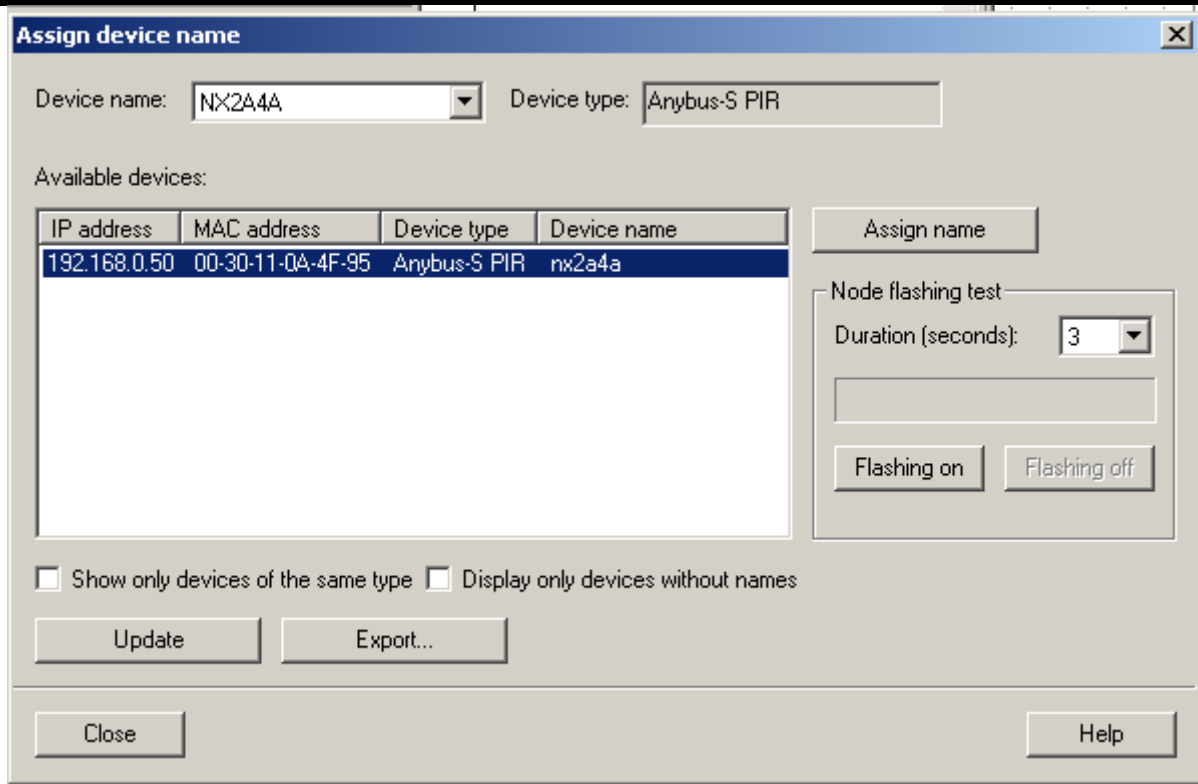 Assign device name
Device name: NX2A4A Device type: Anybus-S PIR
Available devices:
IP address MAC address Device type Device name
192.168.0.50 00-30-11-0A-4F-95 Anybus-S PIR nx2a4a
Assign name
Node flashing test
Duration (seconds): 3
Flashing on Flashing off
Show only devices of the same type Display only devices without names
Update Export...
Close Help